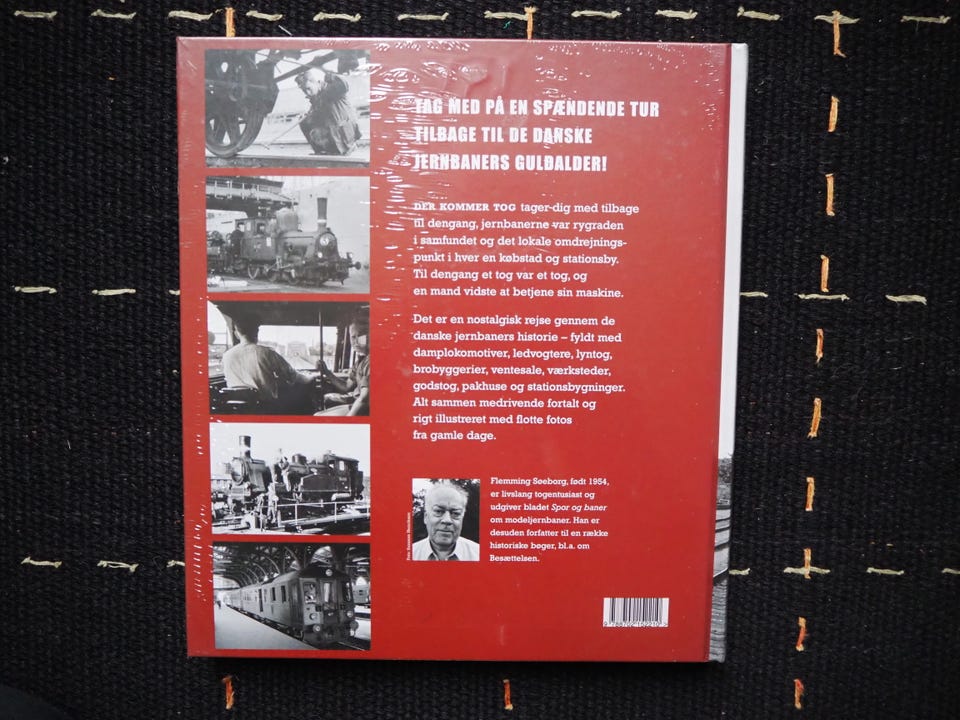 TAG MED PÅ EN SPÆNDENDE TUR
TILBAGE TIL DE DANSKE
JERNBANERS GULDALDER!
DER KOMMER TOG tager dig med tilbage
til dengang, jernbanerne var rygraden
i samfundet og det lokale omdrejnings-
punkt i hver en købstad og stationsby.
Til dengang et tog var et tog, og
en mand vidste at betjene sin maskine.
Det er en nostalgisk rejse gennem de
danske jernbaners historie – fyldt med
damplokomotiver, ledvogtere, lyntog,
brobyggerier, ventesale, værksteder,
godstog, pakhuse og stationsbygninger.
Alt sammen medrivende fortalt og
rigt illustreret med flotte fotos
fra gamle dage.
Flemming Søeborg, født 1954,
er livslang togentusiast og
udgiver bladet Spor og baner
om modeljernbaner. Han er
desuden forfatter til en række
historiske bøger, bl.a. om
Besættelsen.